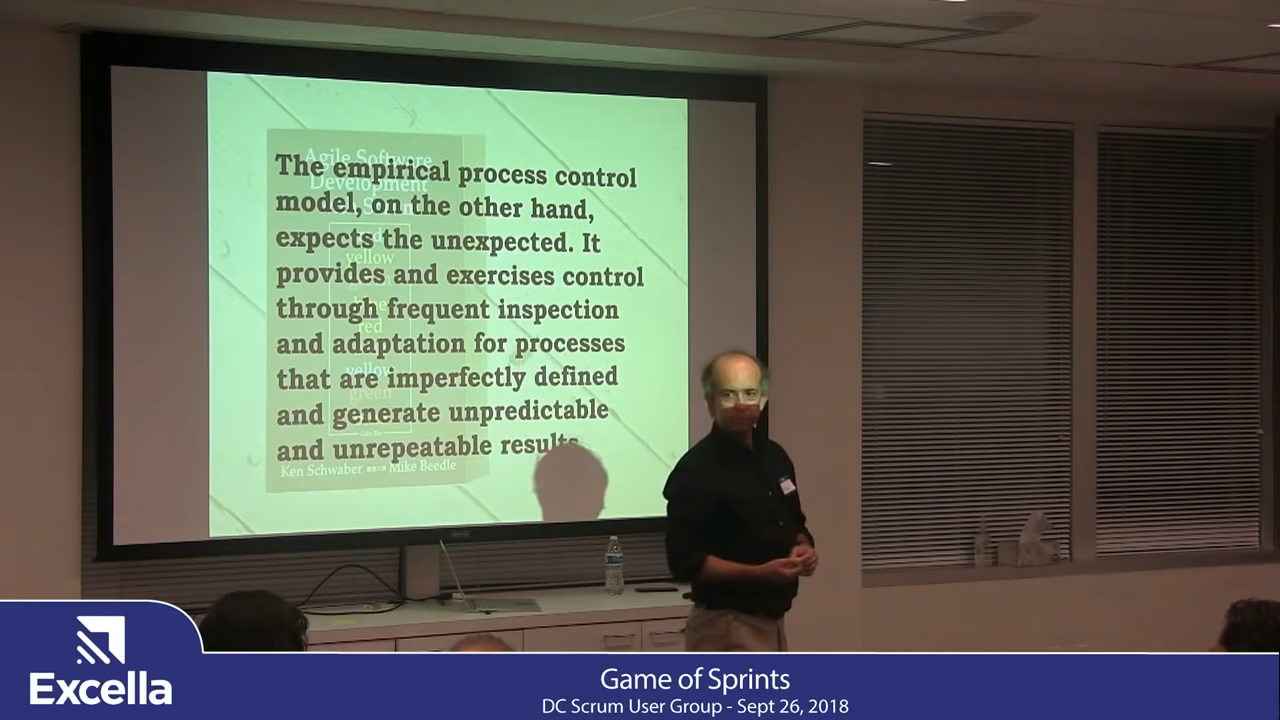 The empirical process control
model, on the other hand,
expects the unexpected. It
provides and exercises control
through frequent inspection
and adaptation for processes
that are imperfectly defined
and generate unpredictable
and unrepeatable results
Agile Software
Development
yellow
red
yellow
green
Ken Schwaber Mike Beedle
Excella
Game of Sprints
DC Scrum User Group - Sept 26, 2018